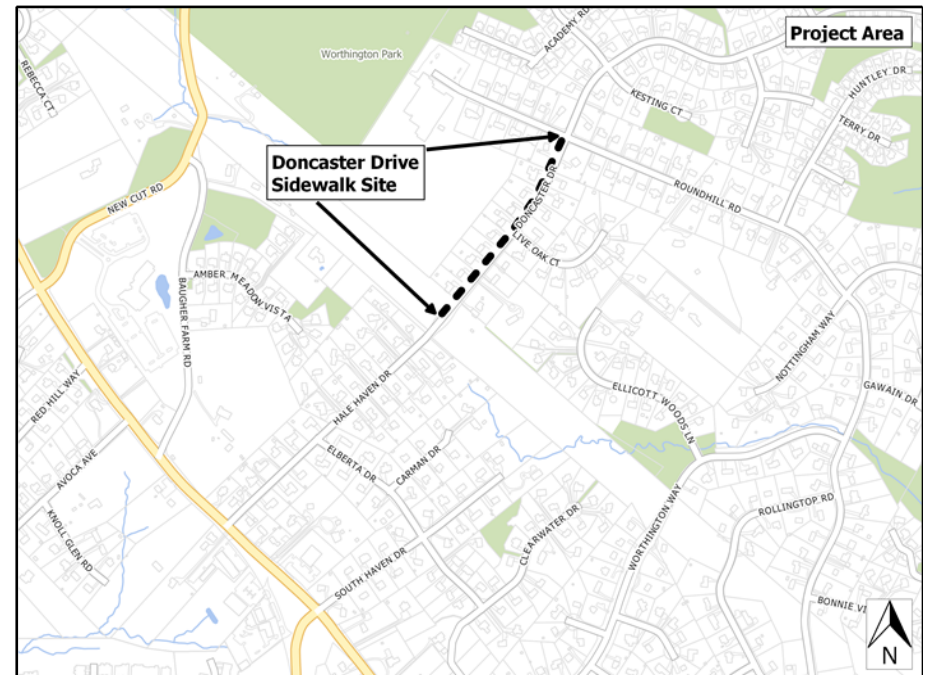 Project Area
ACADEMY RD
Worthington Park
REBECCA CT
HUNTLEY DR
KESTING CT
TERRY DR
Doncaster Drive
Sidewalk Site
ROUNDHILL RD
DONCASTER DR
NEW CUT RD
LIVE OAK CT
AMBER MEADOW VISTA
BAUGHER FARM RD
NOTTINGHAM WAY
RED HILL WAY
HALE HAVEN DR
ELLICOTT WOODS LN
GAWAIN DR
AVOCA AVE
ELBERTA DR
CARMAN DR
ROLLINGTOP RD
KNOLL GLEN RD
CLEARWATER DR
WORTHINGTON WAY
SOUTH HAVEN DR
BONNIE VI
N